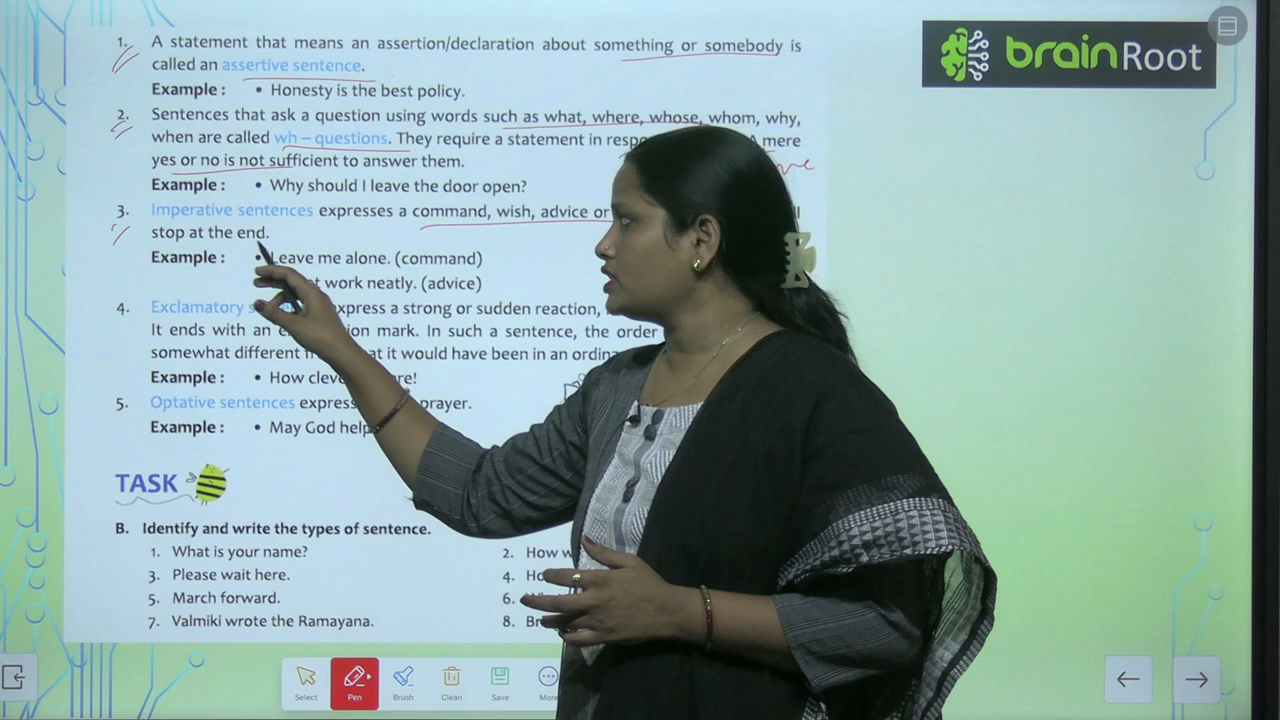 1. A statement that means an assertion/declaration about something or somebody is
called an assertive sentence.
Example : • Honesty is the best policy.
2. Sentences that ask a question using words such as what, where, whose, whom, why,
when are called wh – questions. They require a statement in A mere
yes or no is not sufficient to answer them.
Example : • Why should I leave the door open?
3. Imperative sentences expresses a command, wish, advice or
stop at the end.
Example : • Leave me alone. (command)
work neatly. (advice)
4. Exclamatory express a strong or sudden reaction,
It ends with an mark. In such a sentence, the order
somewhat different it would have been in an
Example : • How
5. Optative sentences prayer.
Example : • May God help
TASK
B. Identify and write the types of sentence.
1. What is your name?
2. How
3. Please wait here.
4.
5. March forward.
6.
7. Valmiki wrote the Ramayana.
8.
brainRoot
Select Pen Brush Clean Save More